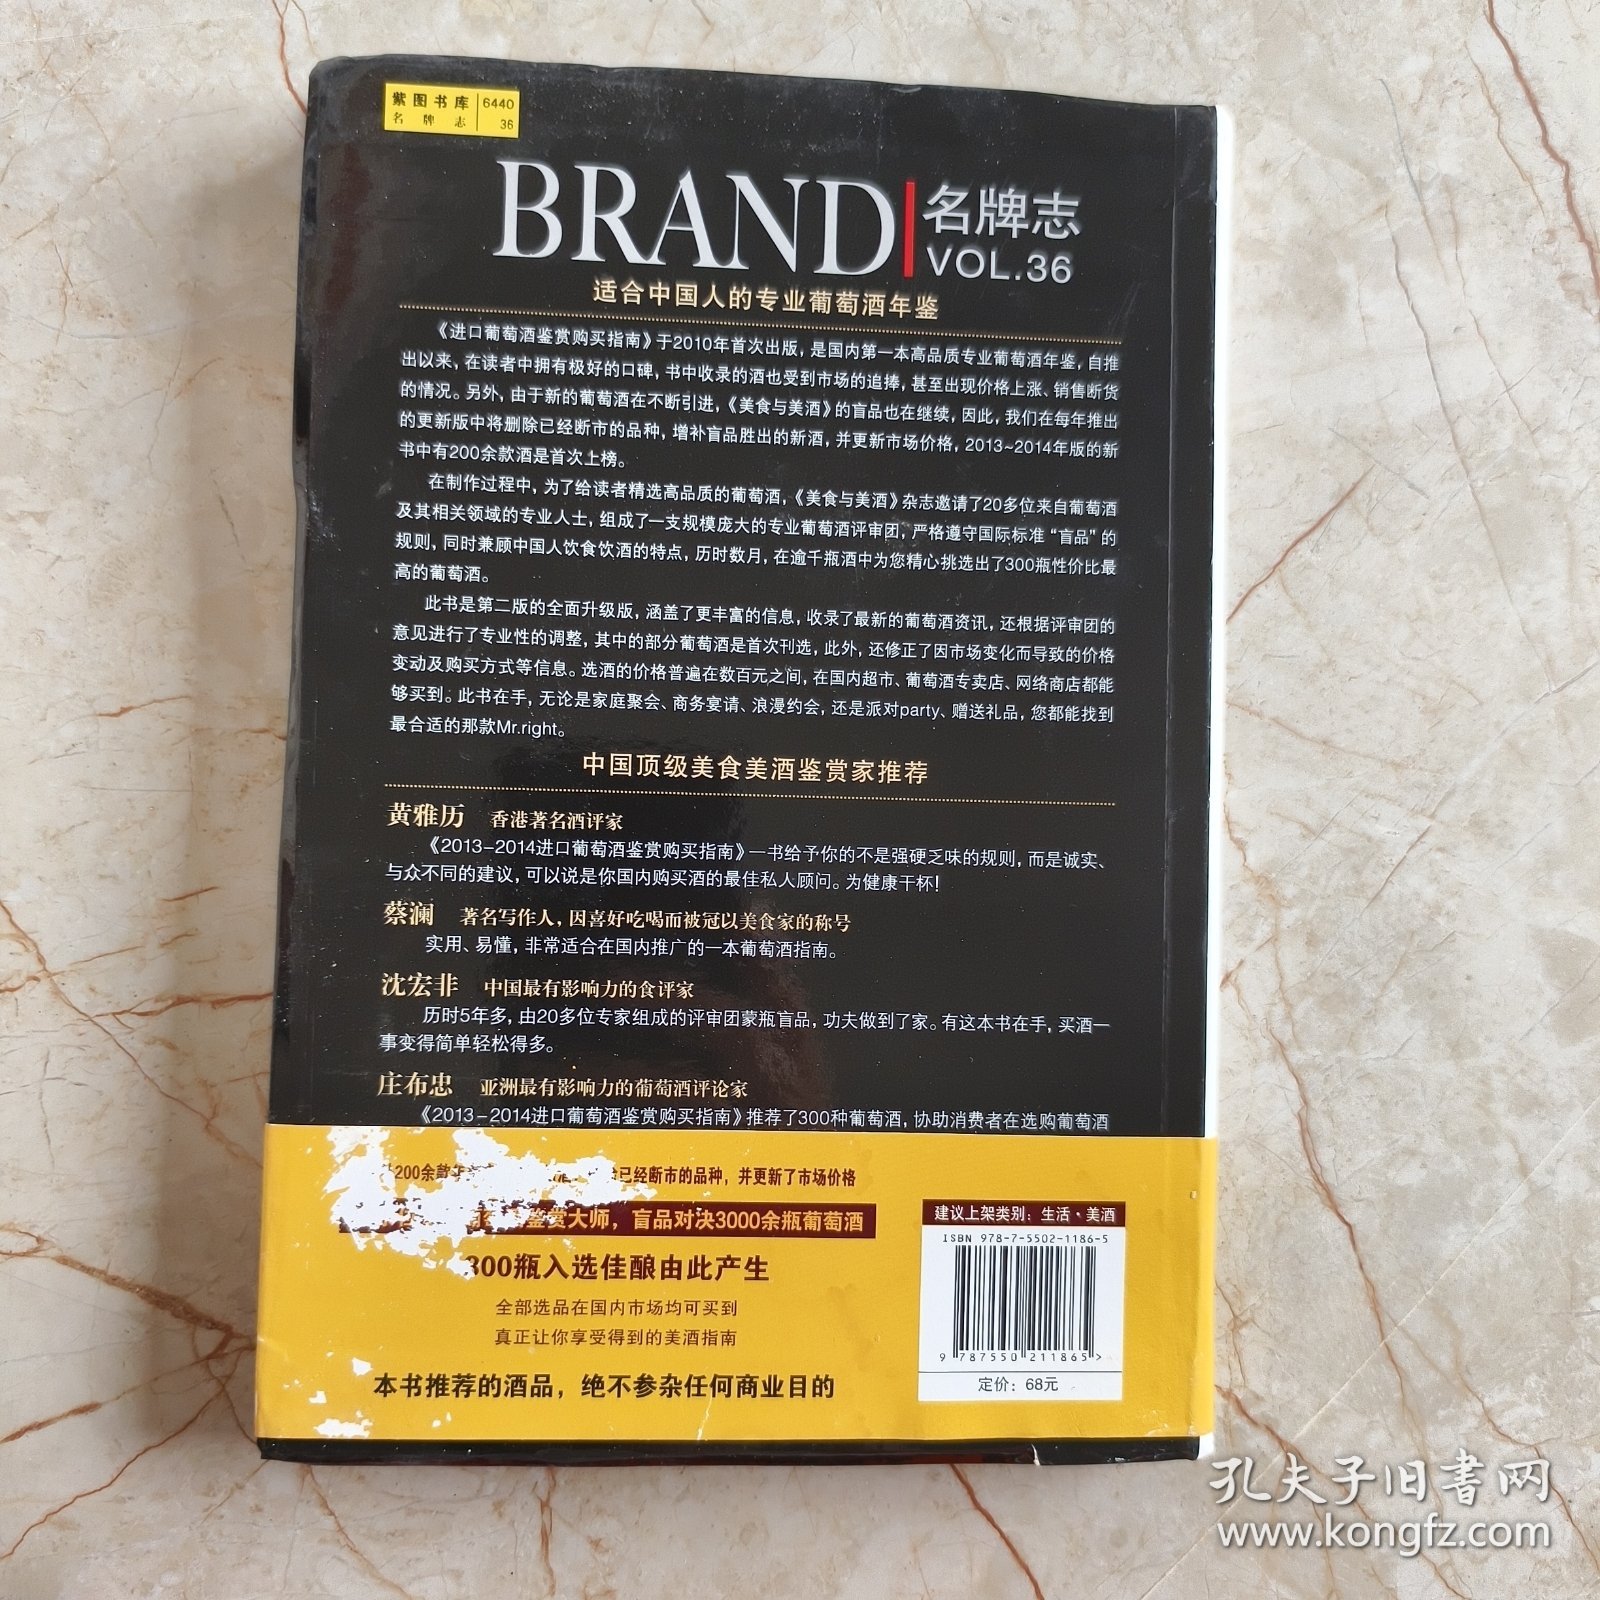 紫图书库 6440
名牌志 36
BRAND 名牌志
VOL.36
适合中国人的专业葡萄酒年鉴
《进口葡萄酒鉴赏购买指南》于2010年首次出版，是国内第一本高品质专业葡萄酒年鉴，自推
出以来，在读者中拥有极好的口碑，书中收录的酒也受到市场的追捧，甚至出现价格上涨、销售断货
的情况。另外，由于新的葡萄酒在不断引进，《美食与美酒》的盲品也在继续，因此，我们在每年推出
的更新版中将删除已经断市的品种，增补盲品胜出的新酒，并更新市场价格，2013~2014年版的新
书中有200余款酒是首次上榜。
在制作过程中，为了给读者精选高品质的葡萄酒，《美食与美酒》杂志邀请了20多位来自葡萄酒
及其相关领域的专业人士，组成了一支规模庞大的专业葡萄酒评审团，严格遵守国际标准“盲品”的
规则，同时兼顾中国人饮食饮酒的特点，历时数月，在逾千瓶酒中为您精心挑选出了300瓶性价比最
高的葡萄酒。
此书是第二版的全面升级版，涵盖了更丰富的信息，收录了最新的葡萄酒资讯，还根据评审团的
意见进行了专业性的调整，其中的部分葡萄酒是首次刊选，此外，还修正了因市场变化而导致的价格
变动及购买方式等信息。选酒的价格普遍在数百元之间，在国内超市、葡萄酒专卖店、网络商店都能
够买到。此书在手，无论是家庭聚会、商务宴请、浪漫约会，还是派对party、赠送礼品，您都能找到
最合适的那款Mr.right。
中国顶级美食美酒鉴赏家推荐
黄雅历 香港著名酒评家
《2013-2014进口葡萄酒鉴赏购买指南》一书给予你的不是强硬乏味的规则，而是诚实、
与众不同的建议，可以说是你国内购买酒的最佳私人顾问。为健康干杯！
蔡澜 著名写作人，因喜好吃喝而被冠以美食家的称号
实用、易懂，非常适合在国内推广的一本葡萄酒指南。
沈宏非 中国最有影响力的食评家
历时5年多，由20多位专家组成的评审团蒙瓶盲品，功夫做到了家。有这本书在手，买酒一
事变得简单轻松得多。
庄布忠 亚洲最有影响力的葡萄酒评论家
《2013-2014进口葡萄酒鉴赏购买指南》推荐了300种葡萄酒，协助消费者在选购葡萄酒
200余款 已经断市的品种，并更新了市场价格
鉴赏大师，盲品对决3000余瓶葡萄酒
300瓶入选佳酿由此产生
全部选品在国内市场均可买到
真正让你享受得到的美酒指南
本书推荐的酒品，绝不参杂任何商业目的
建议上架类别：生活·美酒
ISBN 978-7-5502-1186-5
9 787550 211865 >
定价：68元
孔夫子旧书网
www.kongfz.com